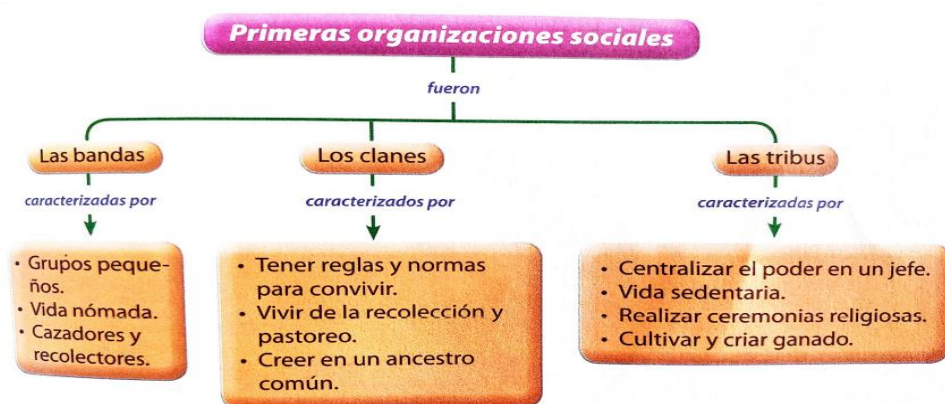 Primeras organizaciones sociales
fueron
Las bandas
Los clanes
Las tribus
caracterizadas por
caracterizados por
caracterizadas por
• Grupos peque-
ños.
• Vida nómada.
• Cazadores y
recolectores.
• Tener reglas y normas
para convivir.
• Vivir de la recolección y
pastoreo.
• Creer en un ancestro
común.
• Centralizar el poder en un jefe.
• Vida sedentaria.
• Realizar ceremonias religiosas.
• Cultivar y criar ganado.